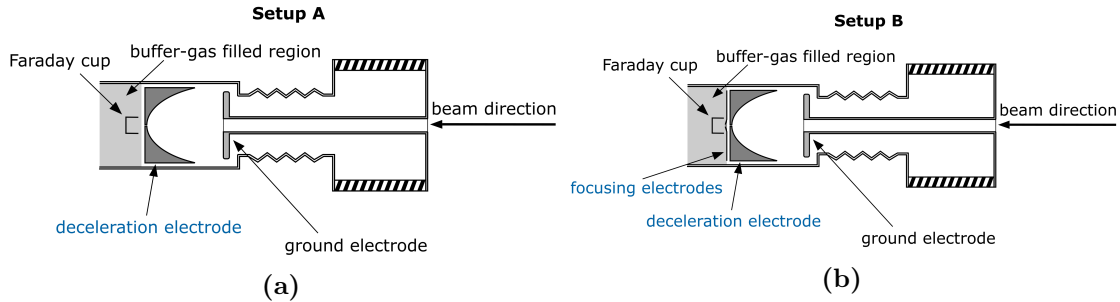 Setup A
buffer-gas filled region
Faraday cup
beam direction
deceleration electrode
ground electrode
(a)
Setup B
buffer-gas filled region
Faraday cup
beam direction
focusing electrodes
deceleration electrode
ground electrode
(b)